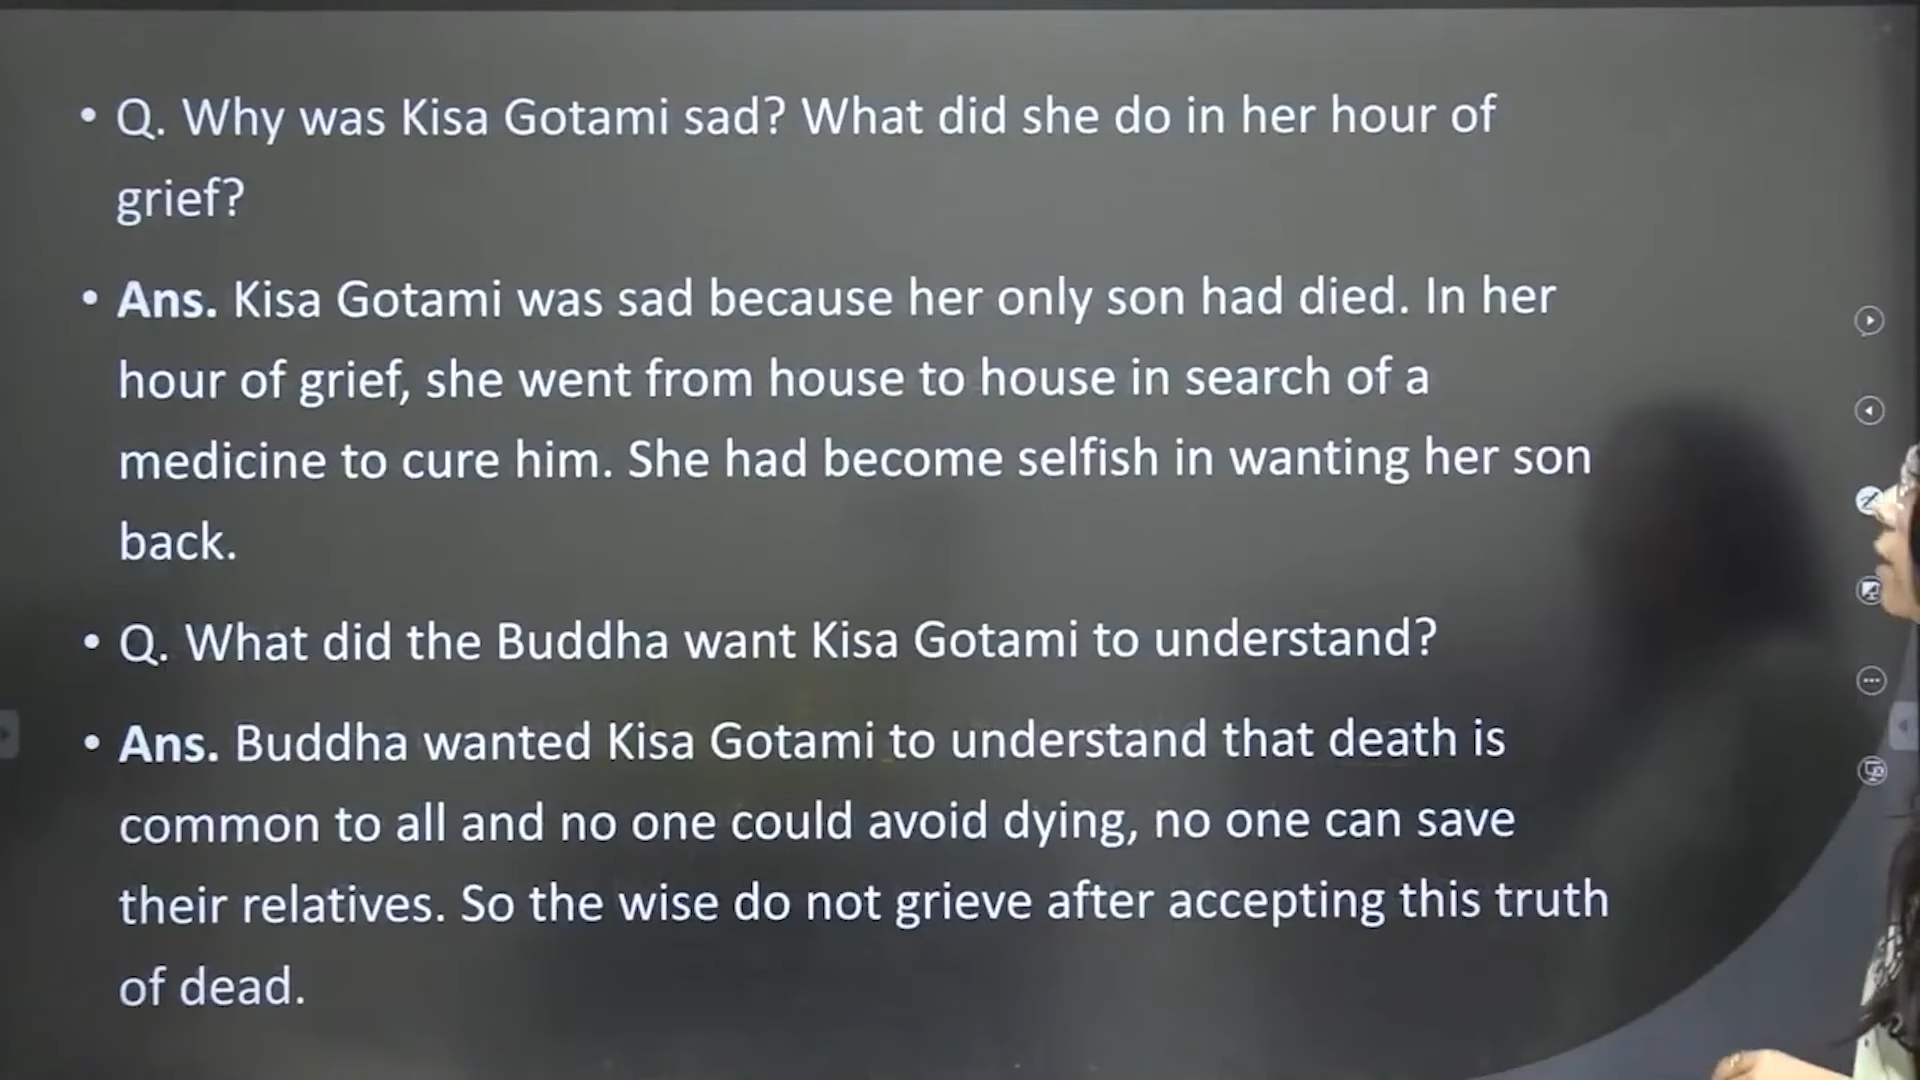 • Q. Why was Kisa Gotami sad? What did she do in her hour of
grief?
• Ans. Kisa Gotami was sad because her only son had died. In her
hour of grief, she went from house to house in search of a
medicine to cure him. She had become selfish in wanting her son
back.
• Q. What did the Buddha want Kisa Gotami to understand?
• Ans. Buddha wanted Kisa Gotami to understand that death is
common to all and no one could avoid dying, no one can save
their relatives. So the wise do not grieve after accepting this truth
of dead.